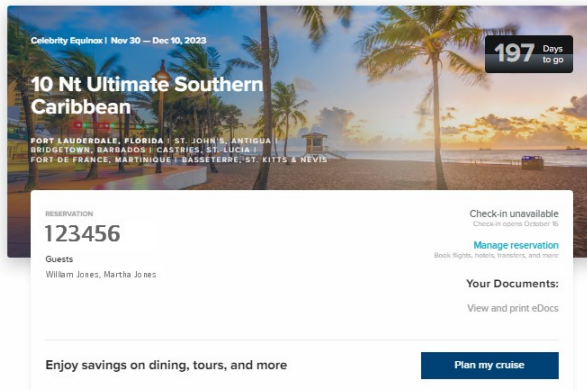 Celebrity Equinox | Nov 30 — Dec 10, 2023
197 Days
to go
10 Nt Ultimate Southern
Caribbean
FORT LAUDERDALE, FLORIDA | ST. JOHN'S, ANTIGUA |
BRIDGETOWN, BARBADOS | CASTRIES, ST. LUCIA |
FORT DE FRANCE, MARTINIQUE | BASSETERRE, ST. KITTS & NEVIS
RESERVATION
123456
Guests
William Jones, Martha Jones
Check-in unavailable
Check-in opens October 16
Manage reservation
Book flights, hotels, transfers, and more
Your Documents:
View and print eDocs
Enjoy savings on dining, tours, and more
Plan my cruise